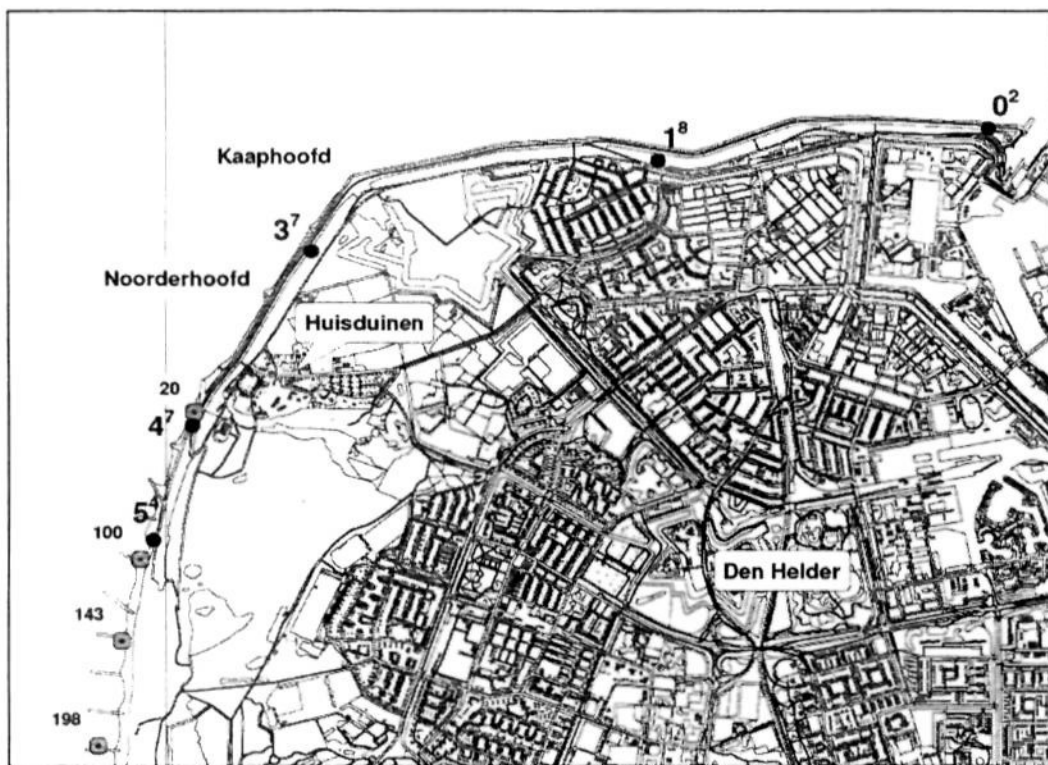 0²
1⁸
Kaaphoofd
3⁷
Noorderhoofd
Huisduinen
20
4⁷
5⁴
100
Den Helder
143
198